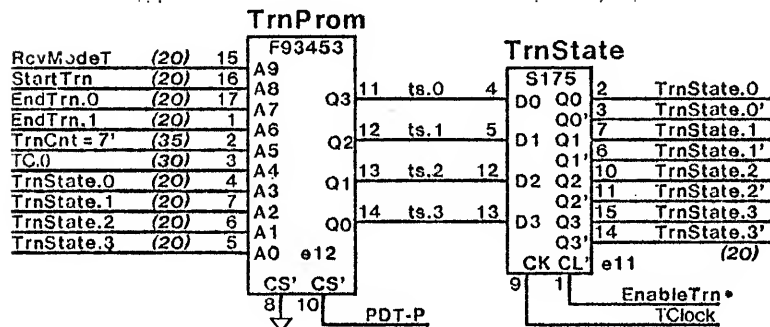 TrnProm
F93453
TrnState
S175
RcvModeT (20) 15 A9
StartTrn (20) 16 A8
EndTrn.0 (20) 17 A7
EndTrn.1 (20) 1 A6
TrnCnt = 7' (35) 2 A5
TC.0 (30) 3 A4
TrnState.0 (20) 4 A3
TrnState.1 (20) 7 A2
TrnState.2 (20) 6 A1
TrnState.3 (20) 5 A0
Q3 11 ts.0 4 D0
Q2 12 ts.1 5 D1
Q1 13 ts.2 12 D2
Q0 14 ts.3 13 D3
Q0 2 TrnState.0
Q0' 3 TrnState.0'
Q1 7 TrnState.1
Q1' 6 TrnState.1'
Q2 10 TrnState.2
Q2' 11 TrnState.2'
Q3 15 TrnState.3
Q3' 14 TrnState.3'
(20)
e12
CS' CS'
8 10 PDT-P
CK CL' e11
9 1 EnableTrn
TClock